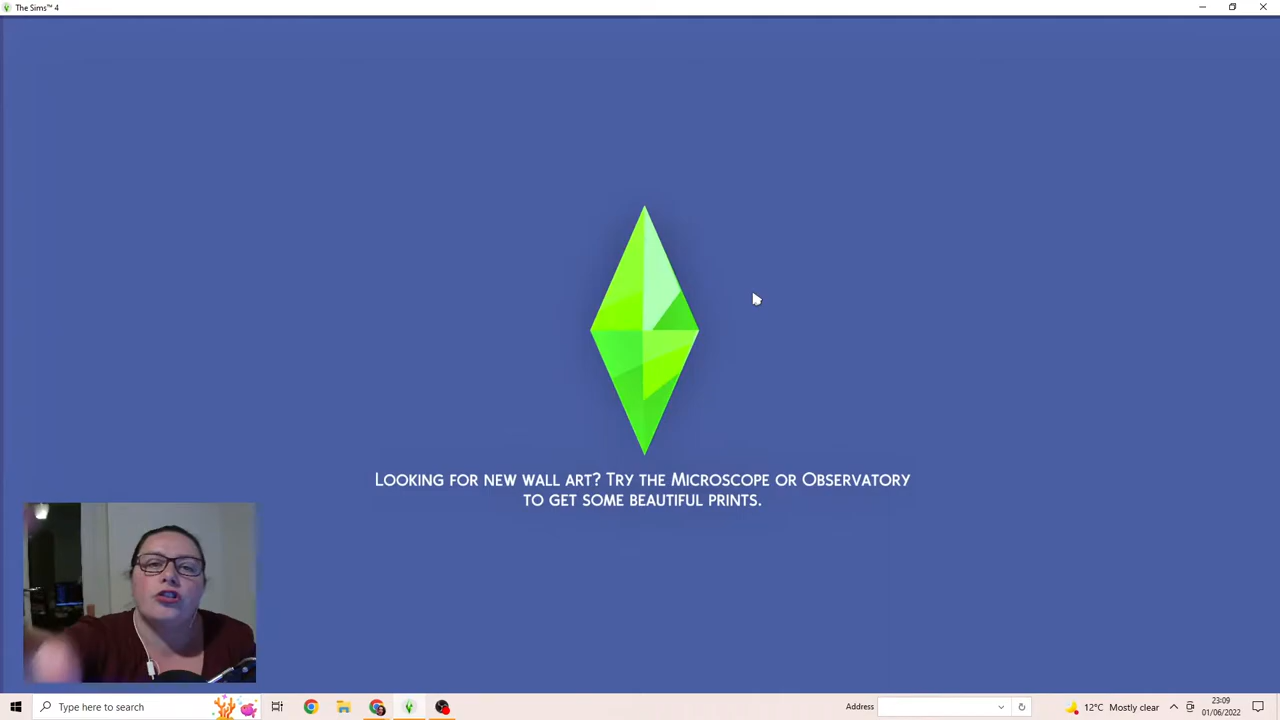 The Sims™ 4
Looking for new wall art? Try the Microscope or Observatory
to get some beautiful prints.
Type here to search
Address
12°C Mostly clear
23:09
01/06/2022